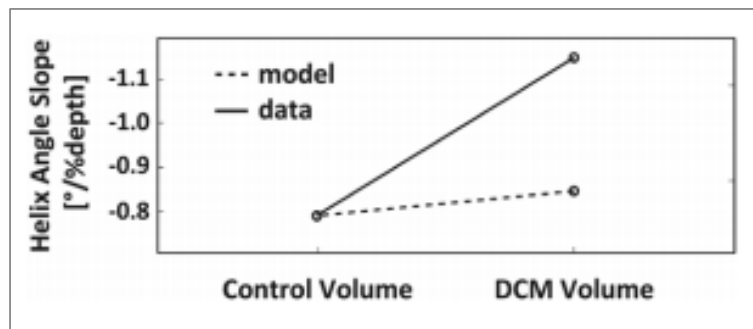 Helix Angle Slope
[°/%depth]
-1.1
-1.0
-0.9
-0.8
model
data
Control Volume
DCM Volume